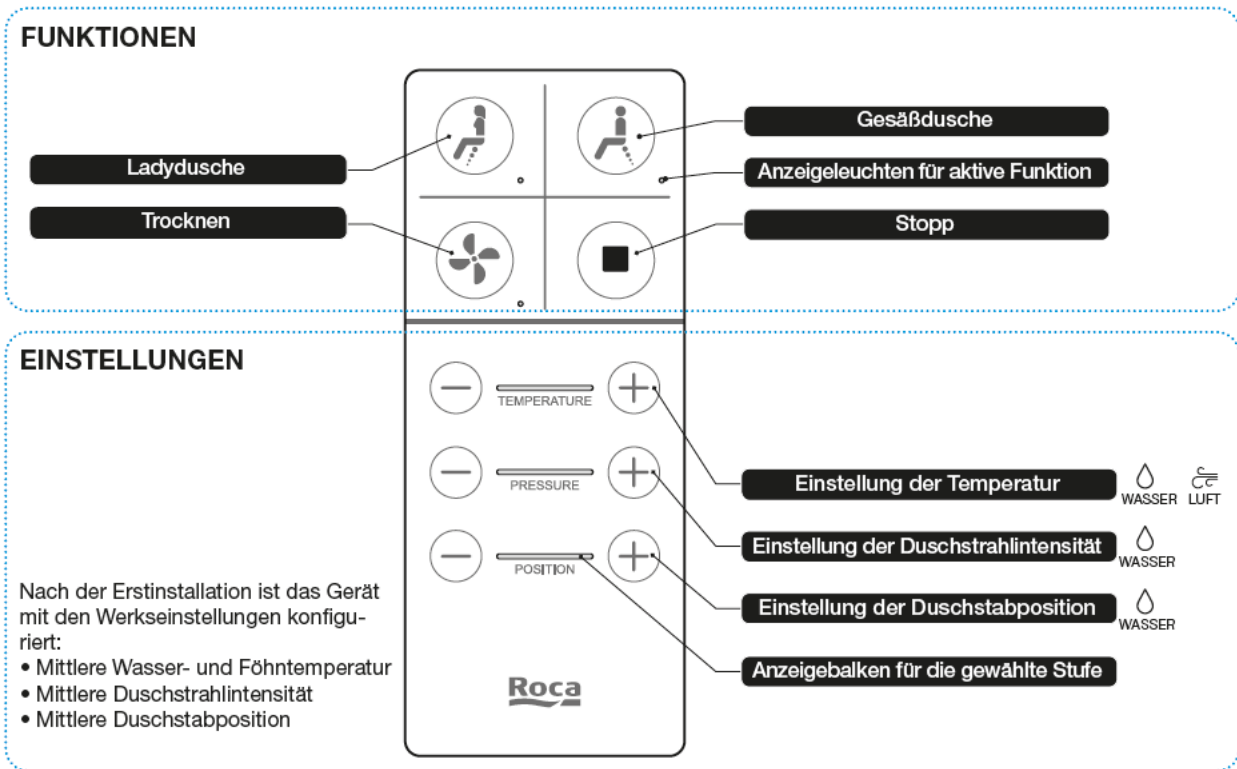 FUNKTIONEN
Ladydusche
Trocknen
Gesäßdusche
Anzeigeleuchten für aktive Funktion
Stopp
EINSTELLUNGEN
TEMPERATURE
PRESSURE
POSITION
Einstellung der Temperatur
WASSER LUFT
Einstellung der Duschstrahlintensität
WASSER
Einstellung der Duschstabposition
WASSER
Anzeigebalken für die gewählte Stufe
Nach der Erstinstallation ist das Gerät
mit den Werkseinstellungen konfigu-
riert:
• Mittlere Wasser- und Föhntemperatur
• Mittlere Duschstrahlintensität
• Mittlere Duschstabposition
Roca